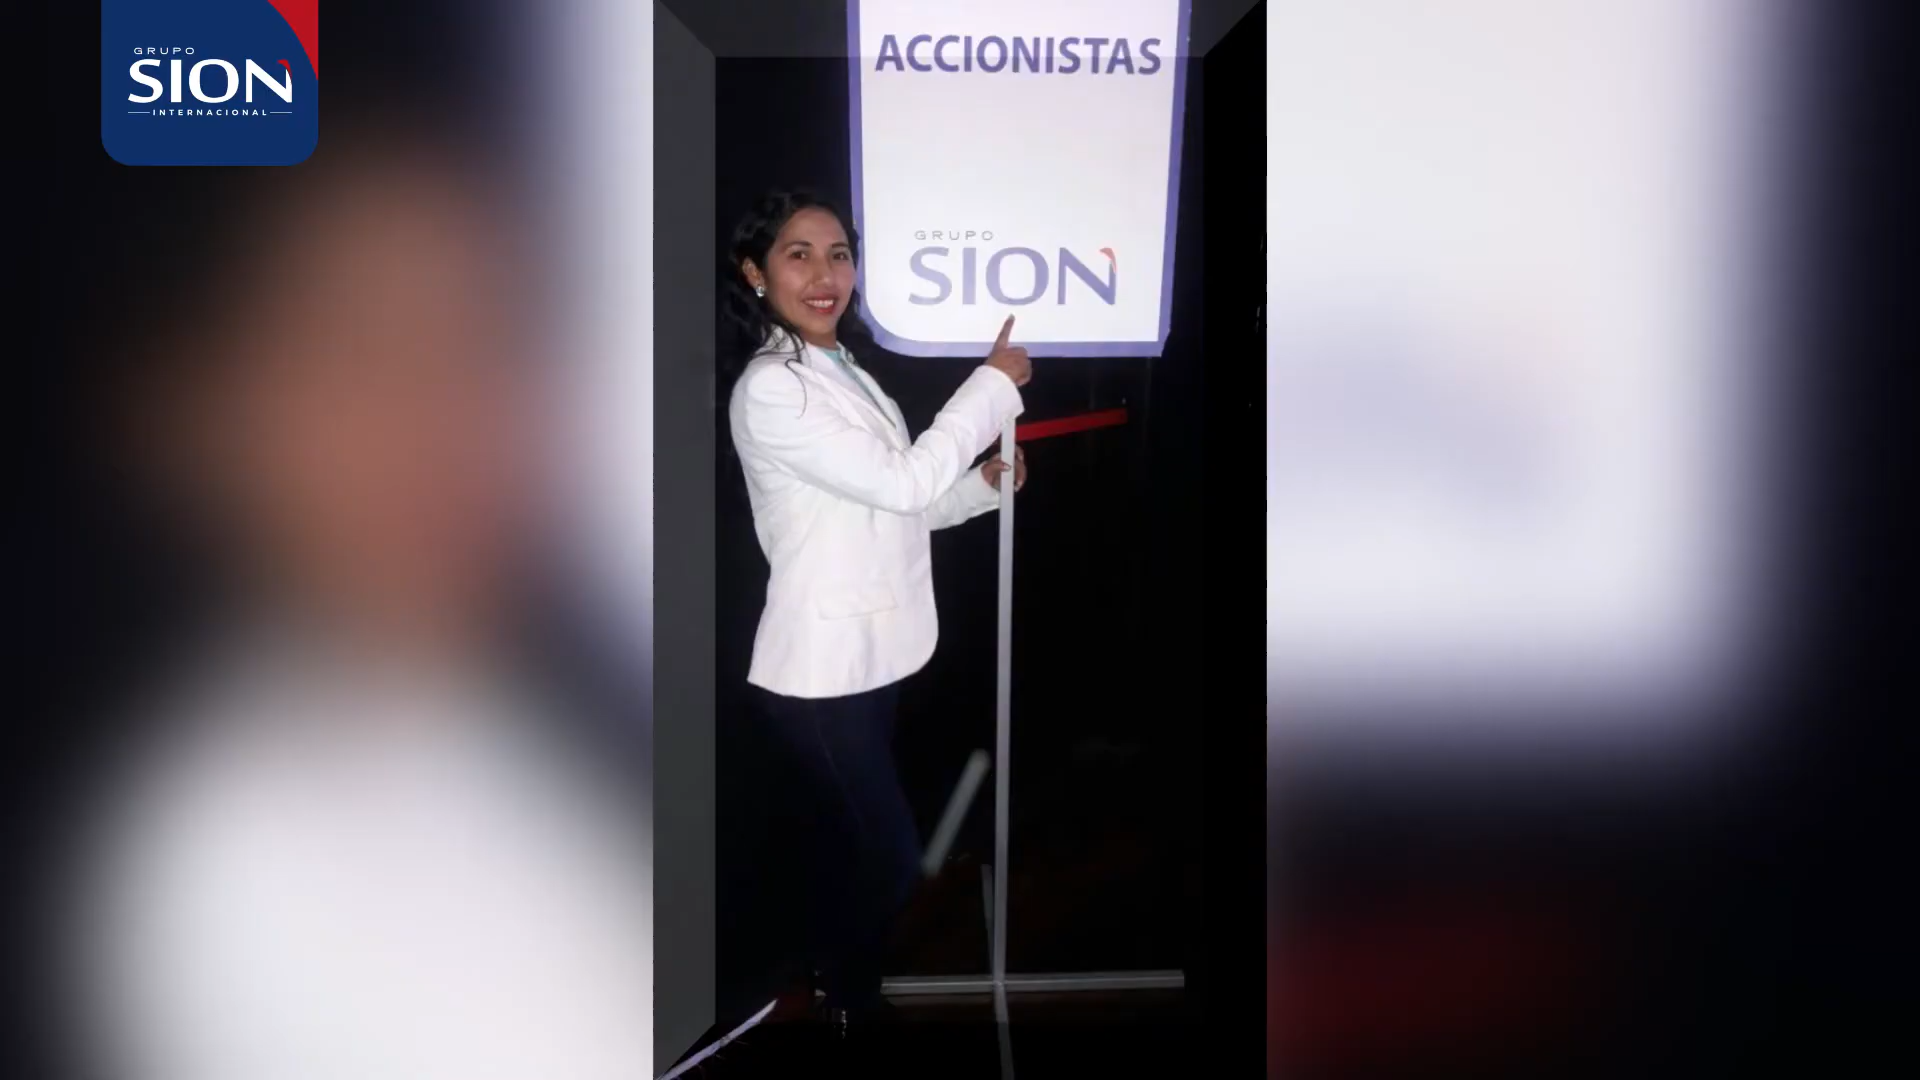 GRUPO
SION
INTERNACIONAL
ACCIONISTAS
GRUPO
SION